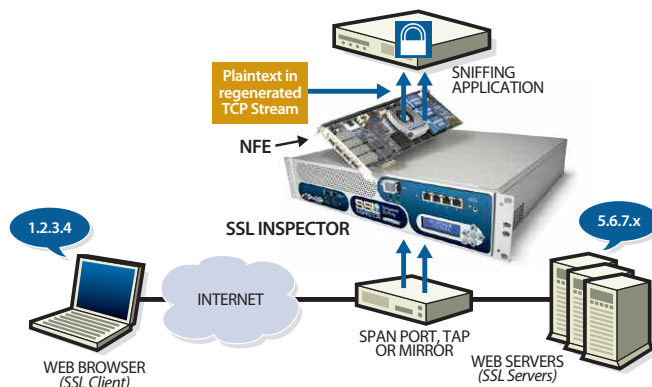 SNIFFING
APPLICATION
Plaintext in
regenerated
TCP Stream
NFE
SSL INSPECTOR
1.2.3.4
5.6.7.x
INTERNET
SPAN PORT, TAP
OR MIRROR
WEB BROWSER
(SSL Client)
WEB SERVERS
(SSL Servers)